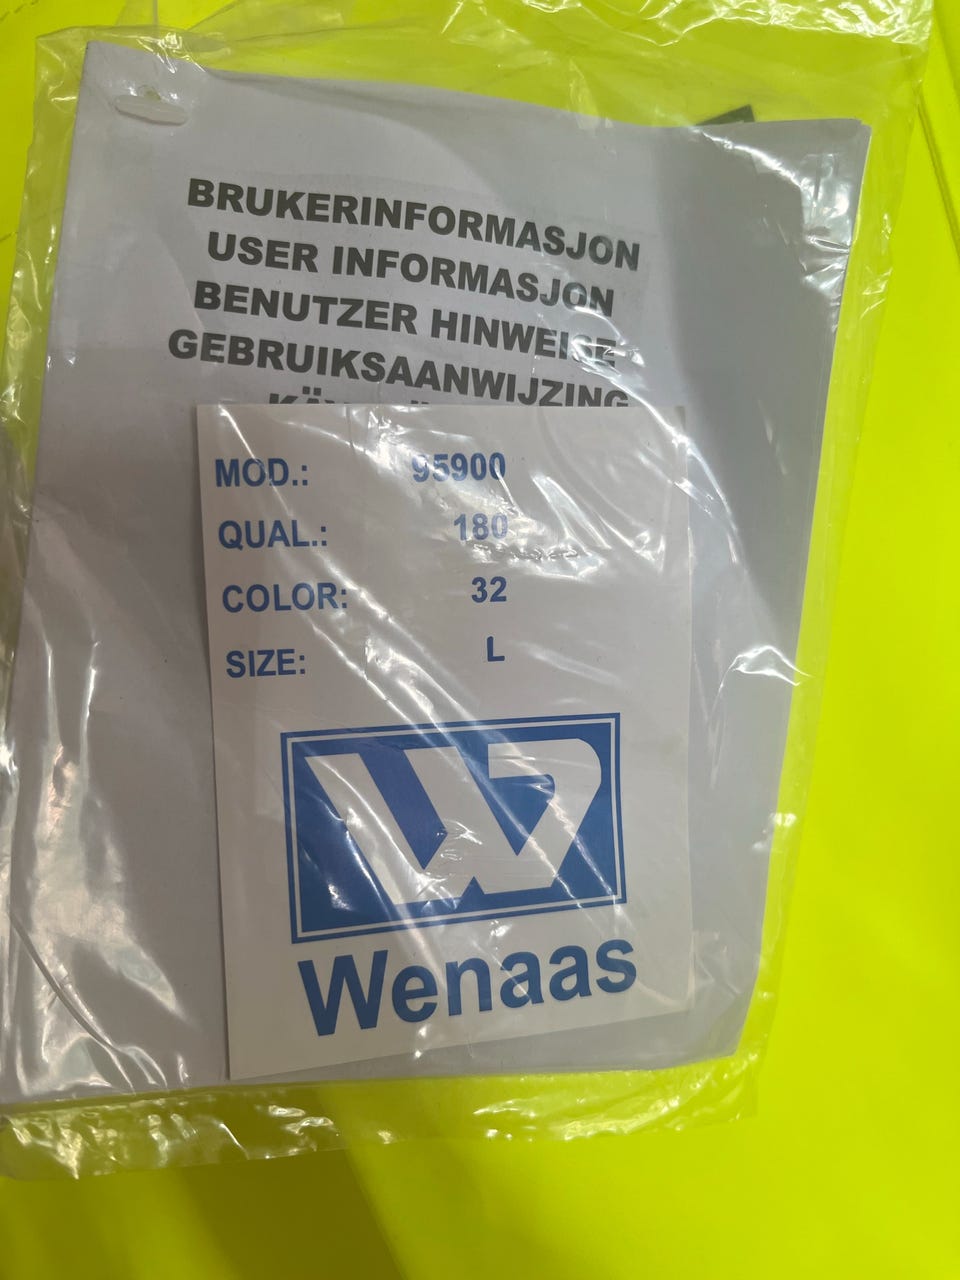 BRUKERINFORMASJON
USER INFORMASJON
BENUTZER HINWEISE
GEBRUIKSAANWIJZING
MOD.: 95900
QUAL.: 180
COLOR: 32
SIZE: L
Wenaas